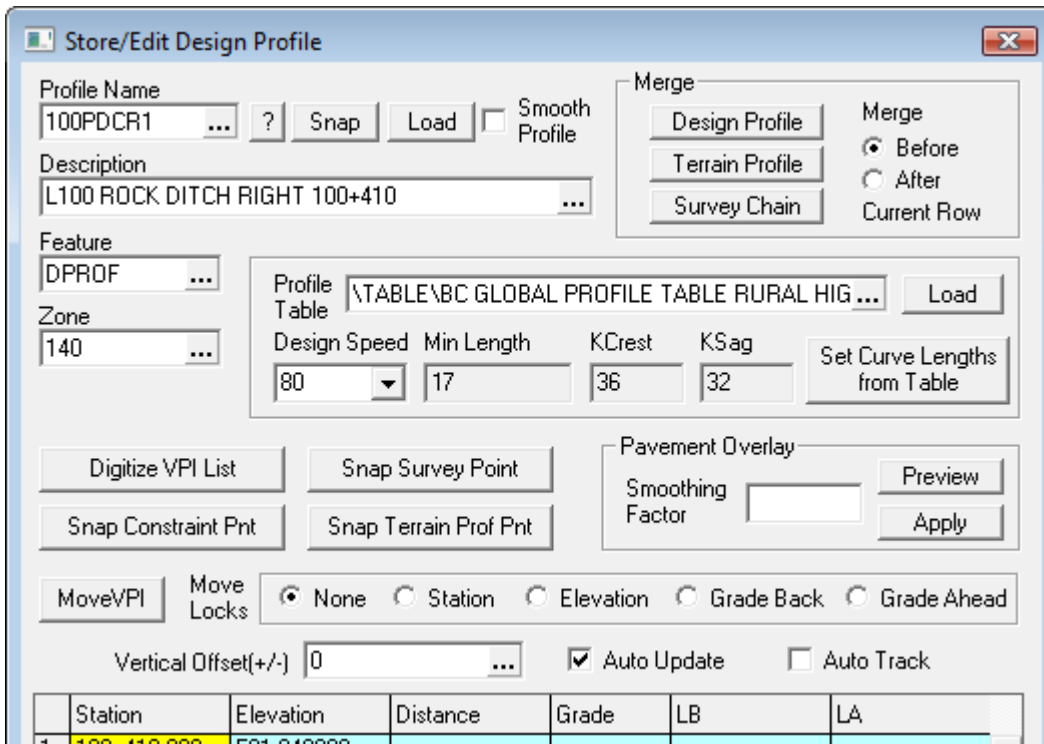 Store/Edit Design Profile
Profile Name
100PDCR1 ... ? Snap Load Smooth Profile
Description
L100 ROCK DITCH RIGHT 100+410 ...
Merge
Design Profile
Terrain Profile
Survey Chain
Merge
Before
After
Current Row
Feature
DPROF ...
Zone
140 ...
Profile Table \TABLE\BC GLOBAL PROFILE TABLE RURAL HIG... Load
Design Speed Min Length KCrest KSag
80 17 36 32
Set Curve Lengths
from Table
Digitize VPI List Snap Survey Point
Snap Constraint Pnt Snap Terrain Prof Pnt
Pavement Overlay
Smoothing
Factor
Preview
Apply
MoveVPI Move Locks None Station Elevation Grade Back Grade Ahead
Vertical Offset(+/-) 0 ... Auto Update Auto Track
Station Elevation Distance Grade LB LA